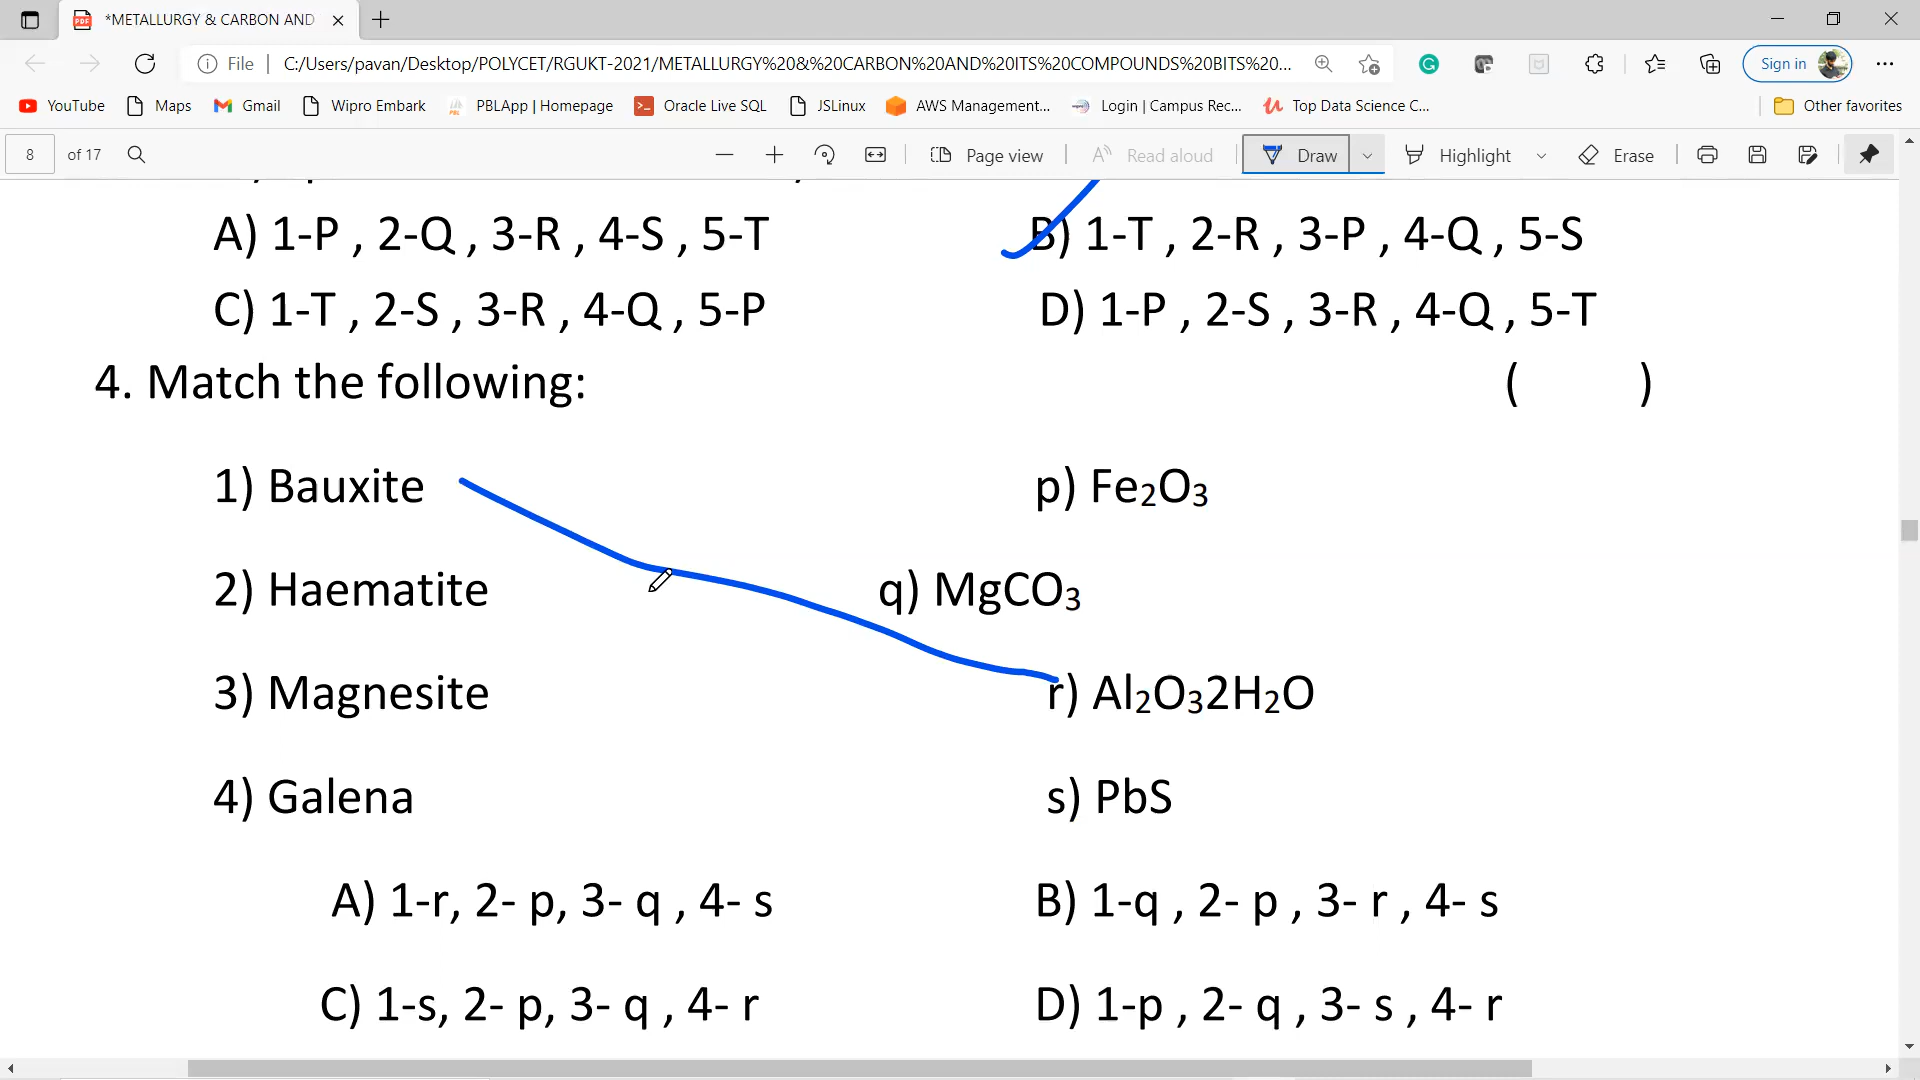 *METALLURGY & CARBON AND
File C:/Users/pavan/Desktop/POLYCET/RGUKT-2021/METALLURGY%20&%20CARBON%20AND%20ITS%20COMPOUNDS%20BITS%20... Sign in
YouTube Maps Gmail Wipro Embark PBLApp | Homepage Oracle Live SQL JSLinux AWS Management... Login | Campus Rec... Top Data Science C... Other favorites
8 of 17 Page view Read aloud Draw Highlight Erase
A) 1-P , 2-Q , 3-R , 4-S , 5-T B) 1-T , 2-R , 3-P , 4-Q , 5-S
C) 1-T , 2-S , 3-R , 4-Q , 5-P D) 1-P , 2-S , 3-R , 4-Q , 5-T
4. Match the following: ( )
1) Bauxite p) Fe₂O₃
2) Haematite q) MgCO₃
3) Magnesite r) Al₂O₃2H₂O
4) Galena s) PbS
A) 1-r, 2- p, 3- q , 4- s B) 1-q , 2- p , 3- r , 4- s
C) 1-s, 2- p, 3- q , 4- r D) 1-p , 2- q , 3- s , 4- r